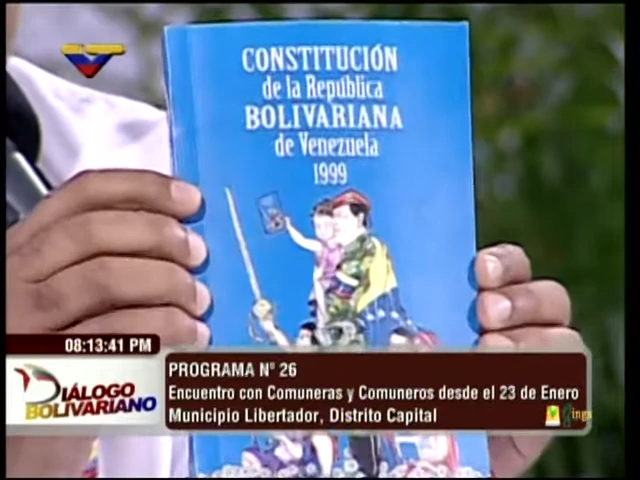 CONSTITUCIÓN
de la República
BOLIVARIANA
de Venezuela
1999
08:13:41 PM
DIÁLOGO
BOLIVARIANO
PROGRAMA Nº 26
Encuentro con Comuneras y Comuneros desde el 23 de Enero
Municipio Libertador, Distrito Capital